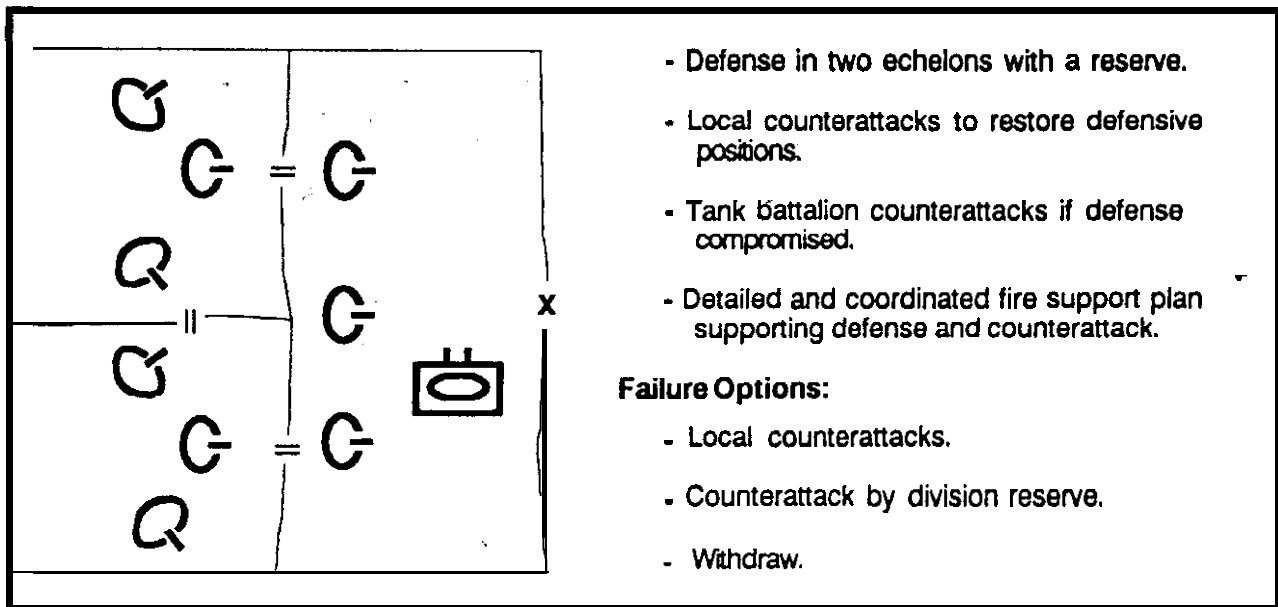 - Defense in two echelons with a reserve.
- Local counterattacks to restore defensive
positions.
- Tank battalion counterattacks if defense
compromised.
- Detailed and coordinated fire support plan
supporting defense and counterattack.
X
Failure Options:
- Local counterattacks.
- Counterattack by division reserve.
- Withdraw.